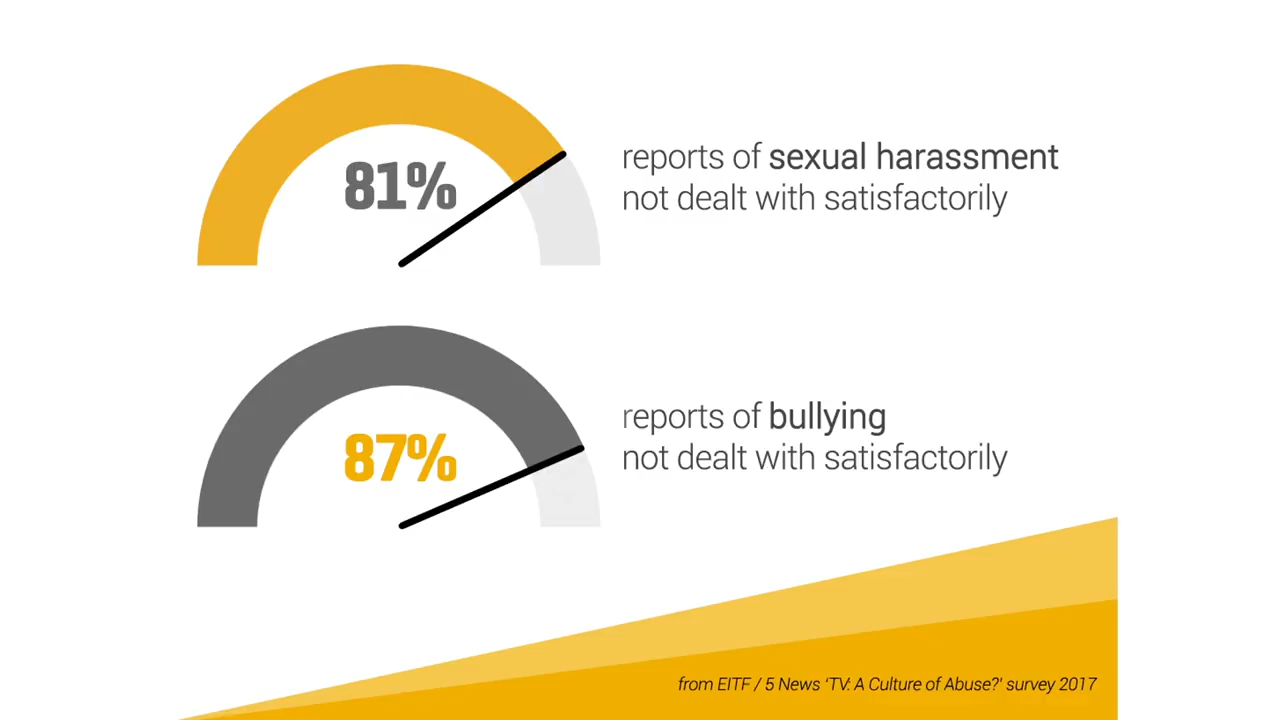 81%
reports of sexual harassment
not dealt with satisfactorily
87%
reports of bullying
not dealt with satisfactorily
from EITF / 5 News ‘TV: A Culture of Abuse?’ survey 2017